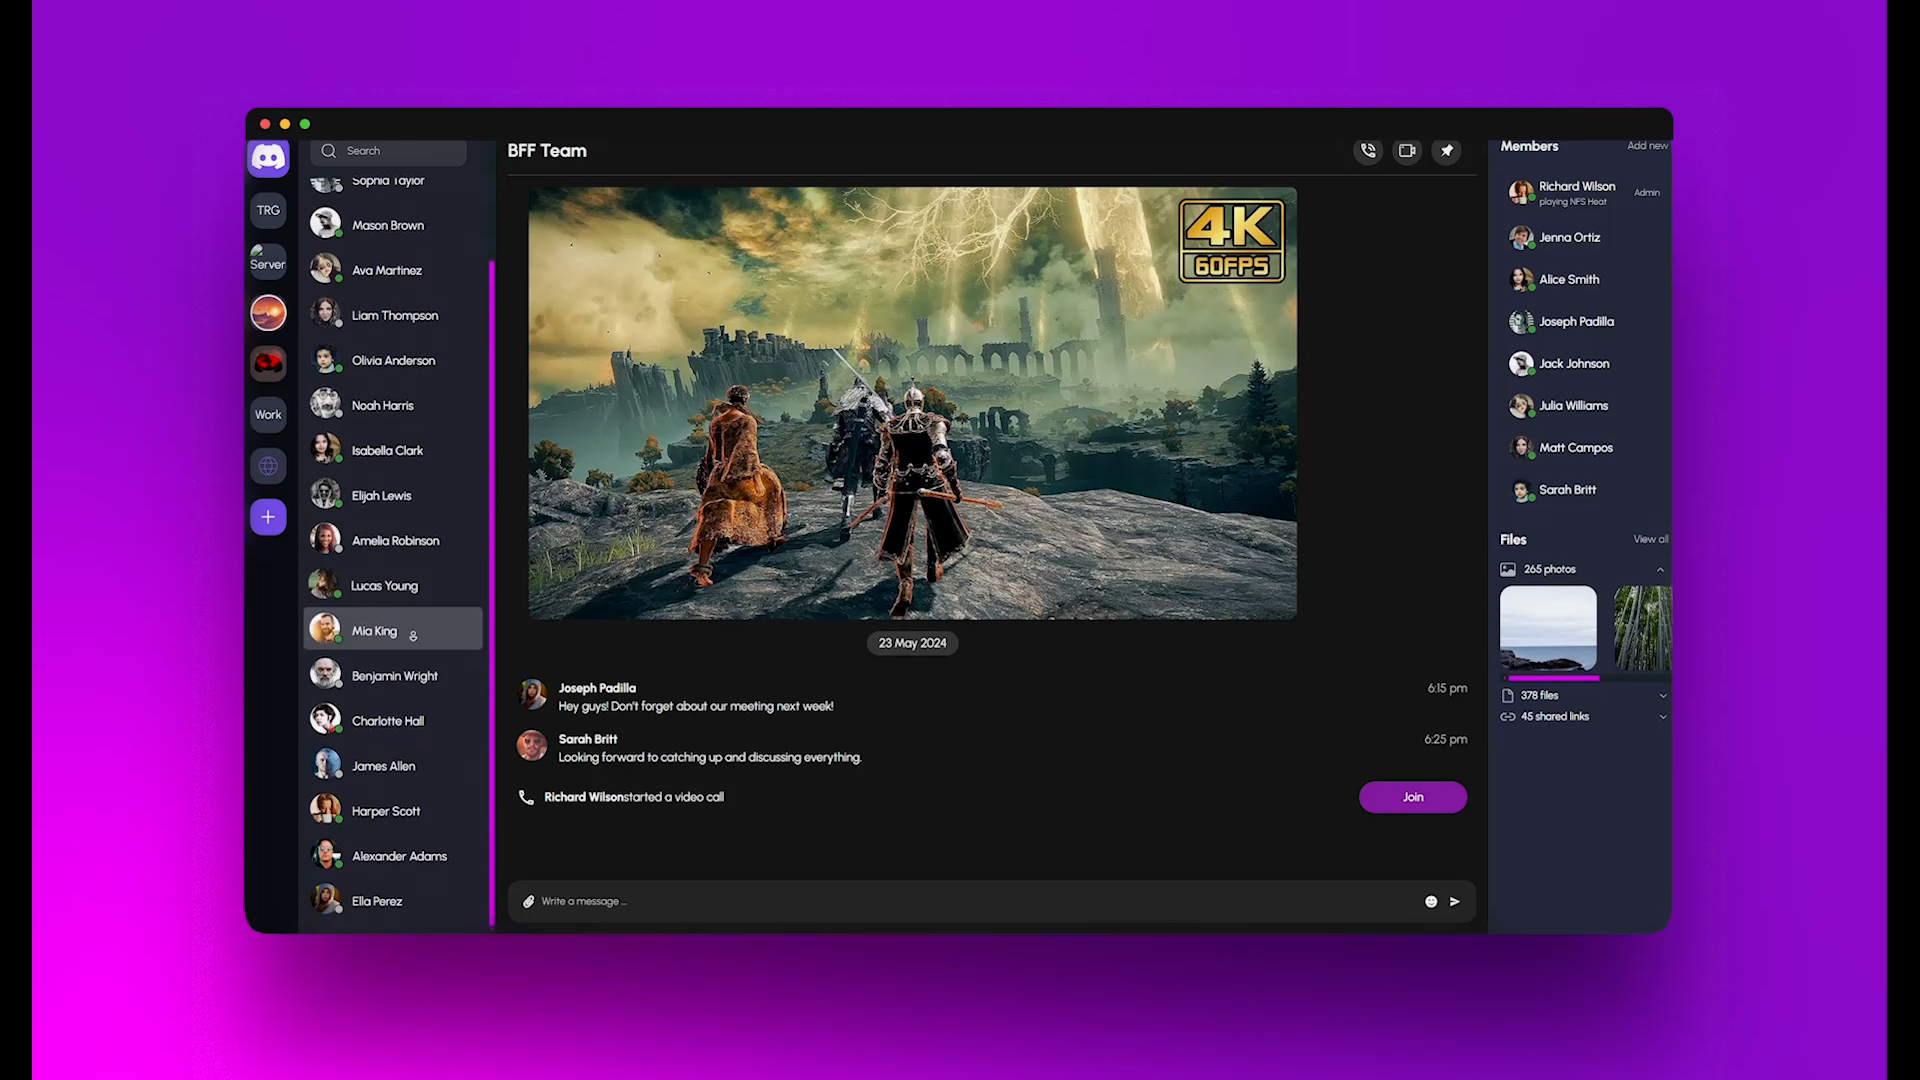 Search
BFF Team
Members
Add new
TRG
Server
Work
Sophia Taylor
Mason Brown
Ava Martinez
Liam Thompson
Olivia Anderson
Noah Harris
Isabella Clark
Elijah Lewis
Amelia Robinson
Lucas Young
Mia King
Benjamin Wright
Charlotte Hall
James Allen
Harper Scott
Alexander Adams
Ella Perez
4K
60FPS
23 May 2024
Joseph Padilla
6:15 pm
Hey guys! Don't forget about our meeting next week!
Sarah Britt
6:25 pm
Looking forward to catching up and discussing everything.
Richard Wilsonstarted a video call
Join
Write a message ...
Richard Wilson
Admin
playing NFS Heat
Jenna Ortiz
Alice Smith
Joseph Padilla
Jack Johnson
Julia Williams
Matt Campos
Sarah Britt
Files
View all
265 photos
378 files
45 shared links